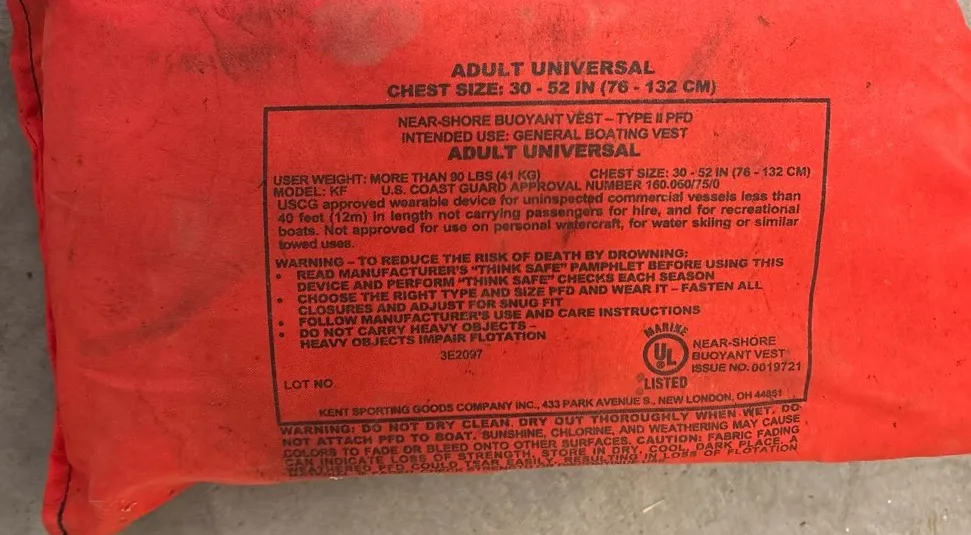 ADULT UNIVERSAL
CHEST SIZE: 30 - 52 IN (76 - 132 CM)
NEAR-SHORE BUOYANT VEST – TYPE II PFD
INTENDED USE: GENERAL BOATING VEST
ADULT UNIVERSAL
USER WEIGHT: MORE THAN 90 LBS (41 KG) CHEST SIZE: 30 - 52 IN (76 - 132 CM)
MODEL: KF U.S. COAST GUARD APPROVAL NUMBER 160.060/75/0
USCG approved wearable device for uninspected commercial vessels less than
40 feet (12m) in length not carrying passengers for hire, and for recreational
boats. Not approved for use on personal watercraft, for water skiing or similar
towed uses.
WARNING – TO REDUCE THE RISK OF DEATH BY DROWNING:
• READ MANUFACTURER'S "THINK SAFE" PAMPHLET BEFORE USING THIS
DEVICE AND PERFORM "THINK SAFE" CHECKS EACH SEASON
• CHOOSE THE RIGHT TYPE AND SIZE PFD AND WEAR IT – FASTEN ALL
CLOSURES AND ADJUST FOR SNUG FIT
• FOLLOW MANUFACTURER'S USE AND CARE INSTRUCTIONS
• DO NOT CARRY HEAVY OBJECTS –
HEAVY OBJECTS IMPAIR FLOTATION
3E2097
LOT NO.
MARINE
UL
LISTED
NEAR-SHORE
BUOYANT VEST
ISSUE NO. 0019721
KENT SPORTING GOODS COMPANY INC., 433 PARK AVENUE S., NEW LONDON, OH 44851
WARNING: DO NOT DRY CLEAN. DRY OUT THOROUGHLY WHEN WET. DO
NOT ATTACH PFD TO BOAT. SUNSHINE, CHLORINE, AND WEATHERING MAY CAUSE
COLORS TO FADE OR BLEED ONTO OTHER SURFACES. CAUTION: FABRIC FADING
CAN INDICATE LOSS OF STRENGTH. STORE IN DRY, COOL, DARK PLACE. A
WEATHERED PFD COULD TEAR EASILY, RESULTING IN LOSS OF FLOTATION